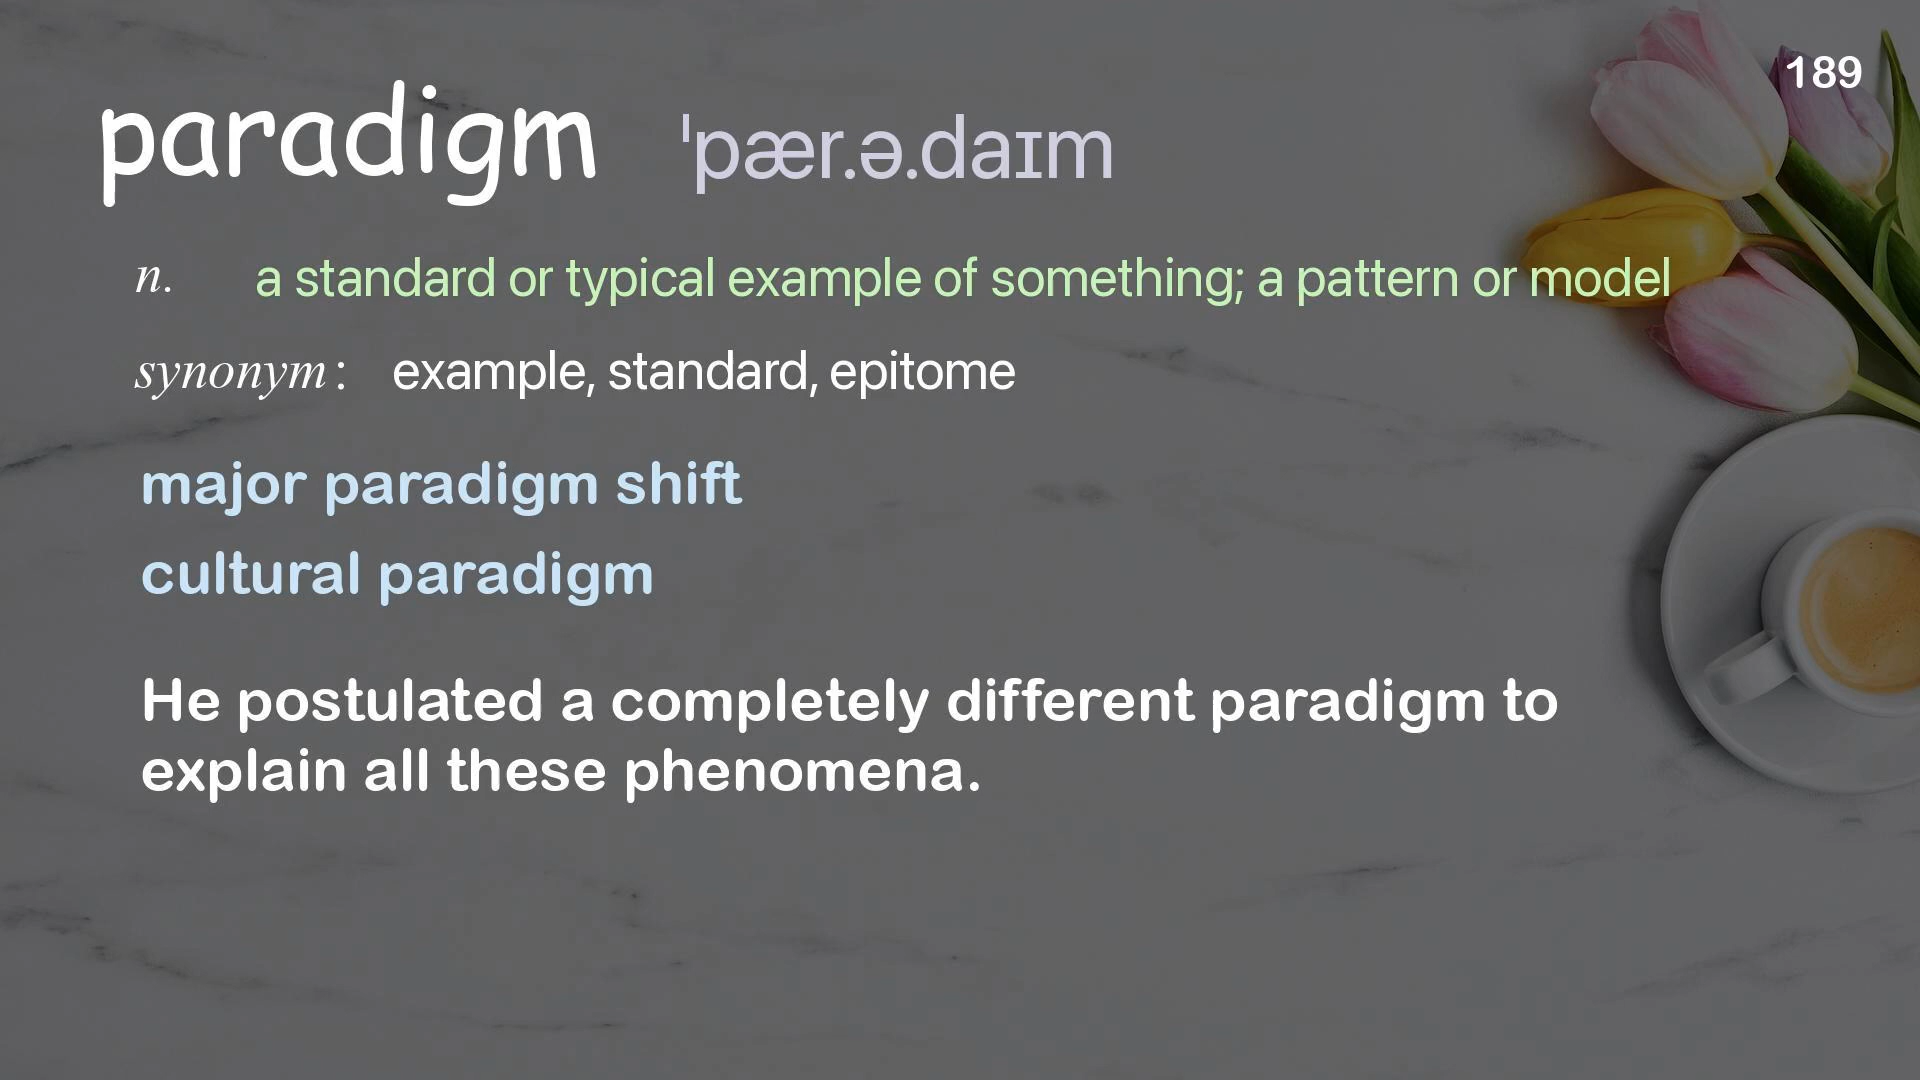 189
paradigm ˈpær.ə.daɪm
n. a standard or typical example of something; a pattern or model
synonym: example, standard, epitome
major paradigm shift
cultural paradigm
He postulated a completely different paradigm to
explain all these phenomena.